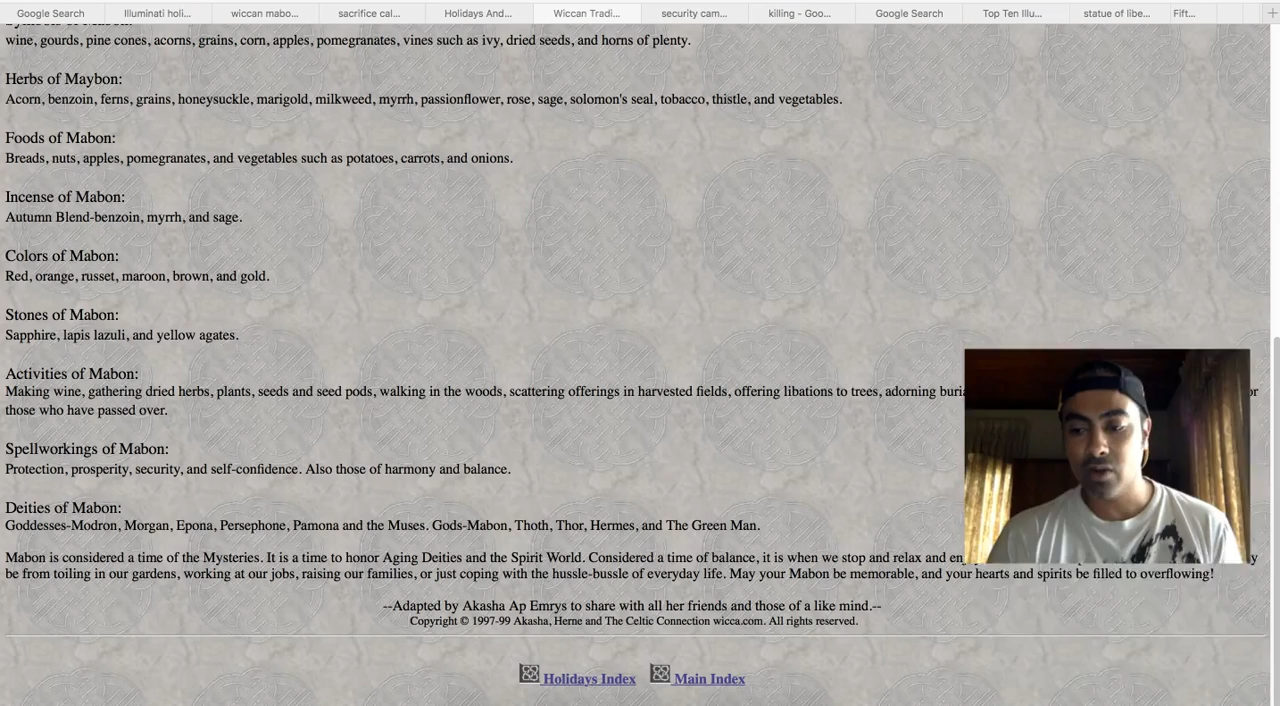 Google Search Illuminati holi... wiccan mabo... sacrifice cal... Holidays And... Wiccan Tradi... security cam... killing - Goo... Google Search Top Ten Illu... statue of libe... Fift...
wine, gourds, pine cones, acorns, grains, corn, apples, pomegranates, vines such as ivy, dried seeds, and horns of plenty.
Herbs of Maybon:
Acorn, benzoin, ferns, grains, honeysuckle, marigold, milkweed, myrrh, passionflower, rose, sage, solomon's seal, tobacco, thistle, and vegetables.
Foods of Mabon:
Breads, nuts, apples, pomegranates, and vegetables such as potatoes, carrots, and onions.
Incense of Mabon:
Autumn Blend-benzoin, myrrh, and sage.
Colors of Mabon:
Red, orange, russet, maroon, brown, and gold.
Stones of Mabon:
Sapphire, lapis lazuli, and yellow agates.
Activities of Mabon:
Making wine, gathering dried herbs, plants, seeds and seed pods, walking in the woods, scattering offerings in harvested fields, offering libations to trees, adorning
those who have passed over.
Spellworkings of Mabon:
Protection, prosperity, security, and self-confidence. Also those of harmony and balance.
Deities of Mabon:
Goddesses-Modron, Morgan, Epona, Persephone, Pamona and the Muses. Gods-Mabon, Thoth, Thor, Hermes, and The Green Man.
Mabon is considered a time of the Mysteries. It is a time to honor Aging Deities and the Spirit World. Considered a time of balance, it is when we stop and relax and
be from toiling in our gardens, working at our jobs, raising our families, or just coping with the hussle-bussle of everyday life. May your Mabon be memorable, and your hearts and spirits be filled to overflowing!
--Adapted by Akasha Ap Emrys to share with all her friends and those of a like mind.--
Copyright © 1997-99 Akasha, Herne and The Celtic Connection wicca.com. All rights reserved.
Holidays Index Main Index